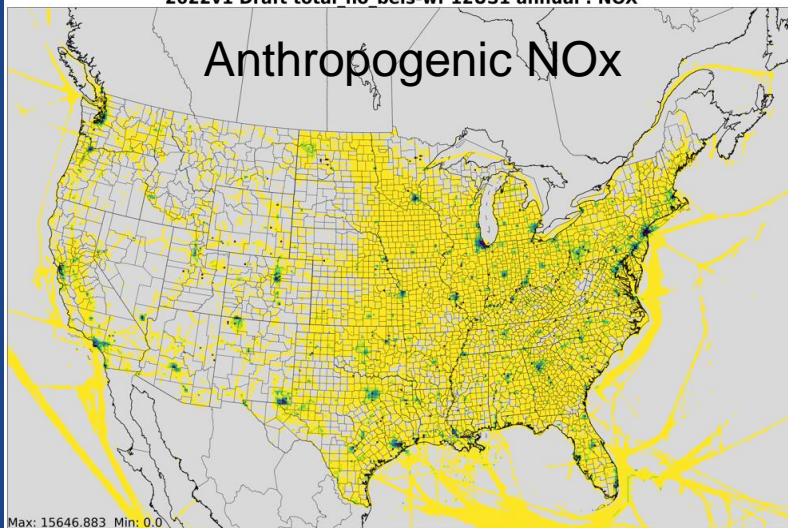 2022v1 Draft total_no_beis-wf 12US1 annual : NOX
Anthropogenic NOx
Max: 15646.883 Min: 0.0